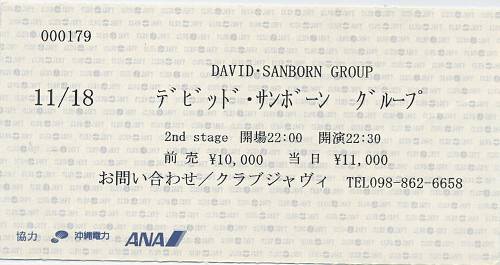 000179
DAVID・SANBORN GROUP
11/18 ﾃﾞﾋﾞｯﾄﾞ・ｻﾝﾎﾞｰﾝ ｸﾞﾙｰﾌﾟ
2nd stage 開場22:00 開演22:30
前 売 ¥10,000 当 日 ¥11,000
お問い合わせ／クラブジャヴィ TEL098-862-6658
協力 沖縄電力 ANA